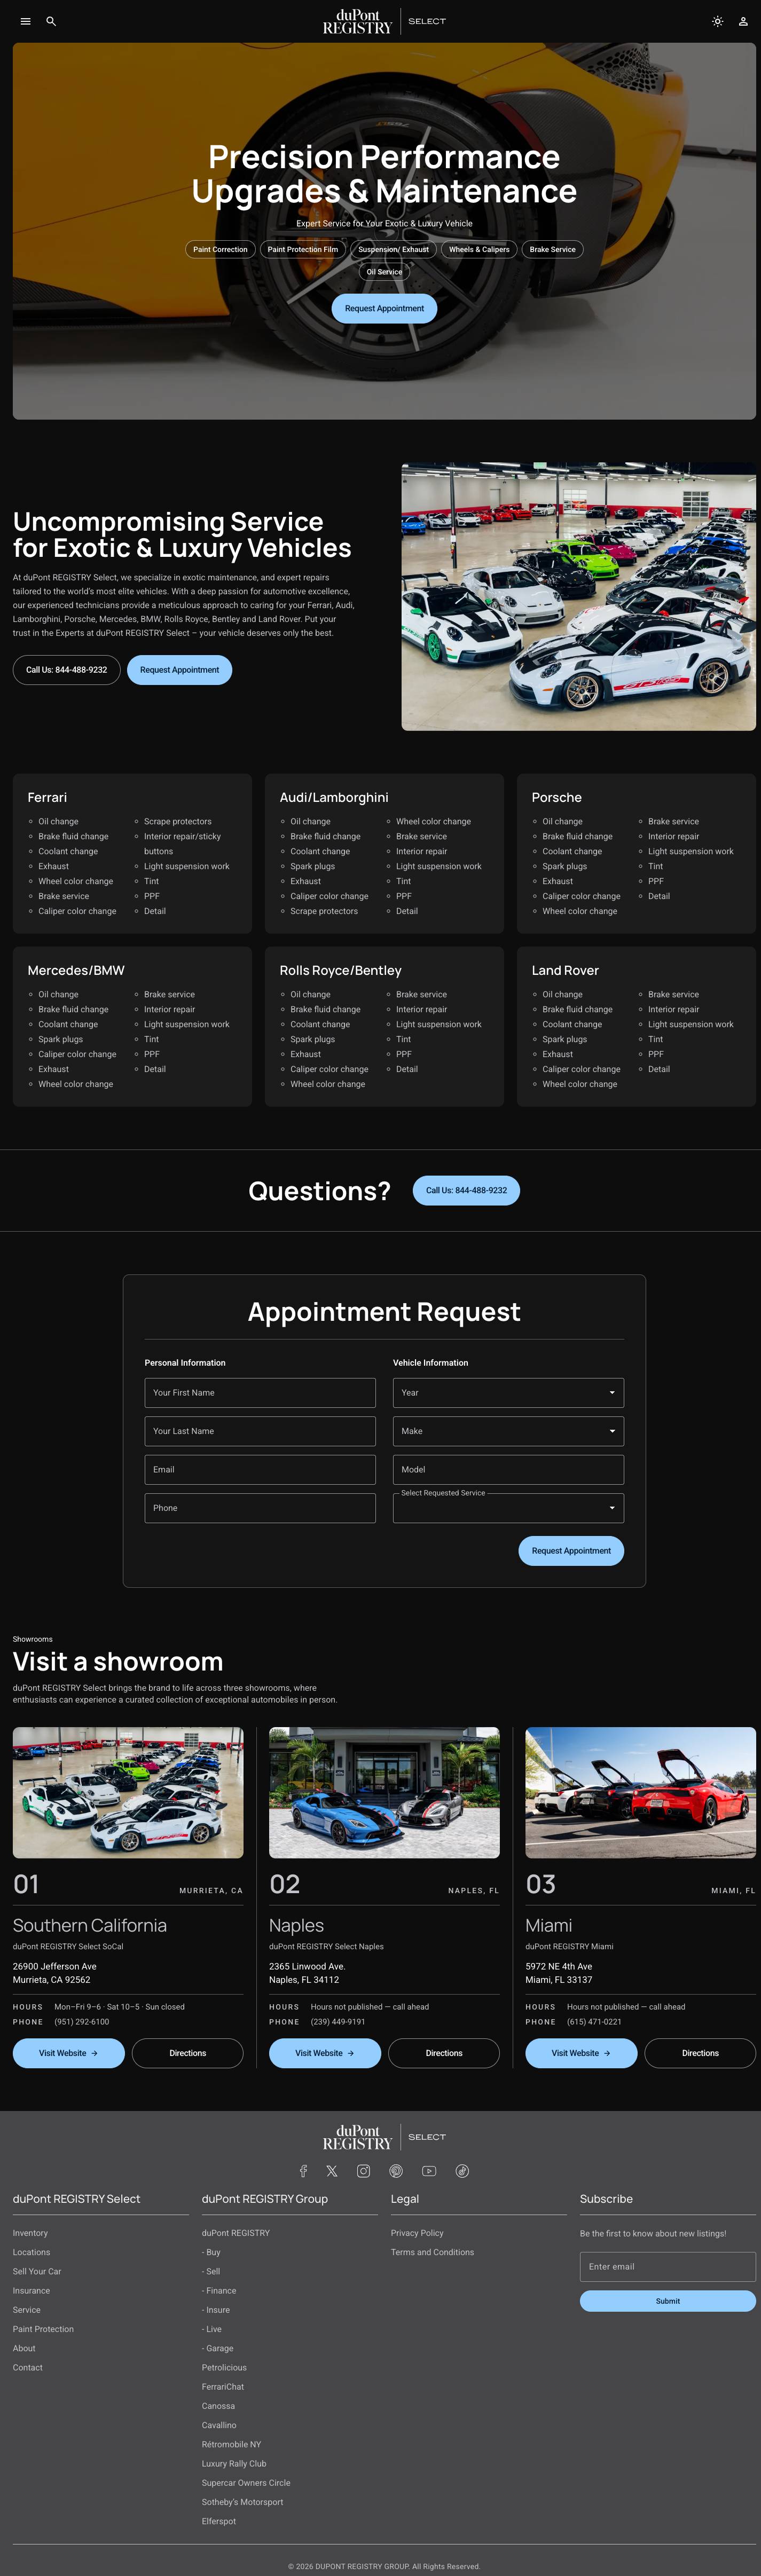 duPont
REGISTRY
SELECT
Precision Performance
Upgrades & Maintenance
Expert Service for Your Exotic & Luxury Vehicle
Paint Correction
Paint Protection Film
Suspension/ Exhaust
Wheels & Calipers
Brake Service
Oil Service
Request Appointment
Uncompromising Service
for Exotic & Luxury Vehicles
At duPont REGISTRY Select, we specialize in exotic maintenance, and expert repairs
tailored to the world's most elite vehicles. With a deep passion for automotive excellence,
our experienced technicians provide a meticulous approach to caring for your Ferrari, Audi,
Lamborghini, Porsche, Mercedes, BMW, Rolls Royce, Bentley and Land Rover. Put your
trust in the Experts at duPont REGISTRY Select – your vehicle deserves only the best.
Call Us: 844-488-9232
Request Appointment
Ferrari
Oil change
Brake fluid change
Coolant change
Exhaust
Wheel color change
Brake service
Caliper color change
Scrape protectors
Interior repair/sticky
buttons
Light suspension work
Tint
PPF
Detail
Audi/Lamborghini
Oil change
Brake fluid change
Coolant change
Spark plugs
Exhaust
Caliper color change
Scrape protectors
Wheel color change
Brake service
Interior repair
Light suspension work
Tint
PPF
Detail
Porsche
Oil change
Brake fluid change
Coolant change
Spark plugs
Exhaust
Caliper color change
Wheel color change
Brake service
Interior repair
Light suspension work
Tint
PPF
Detail
Mercedes/BMW
Oil change
Brake fluid change
Coolant change
Spark plugs
Caliper color change
Exhaust
Wheel color change
Brake service
Interior repair
Light suspension work
Tint
PPF
Detail
Rolls Royce/Bentley
Oil change
Brake fluid change
Coolant change
Spark plugs
Exhaust
Caliper color change
Wheel color change
Brake service
Interior repair
Light suspension work
Tint
PPF
Detail
Land Rover
Oil change
Brake fluid change
Coolant change
Spark plugs
Exhaust
Caliper color change
Wheel color change
Brake service
Interior repair
Light suspension work
Tint
PPF
Detail
Questions?
Call Us: 844-488-9232
Appointment Request
Personal Information
Your First Name
Your Last Name
Email
Phone
Vehicle Information
Year
Make
Model
Select Requested Service
Request Appointment
Showrooms
Visit a showroom
duPont REGISTRY Select brings the brand to life across three showrooms, where
enthusiasts can experience a curated collection of exceptional automobiles in person.
01
MURRIETA, CA
Southern California
duPont REGISTRY Select SoCal
26900 Jefferson Ave
Murrieta, CA 92562
HOURS Mon–Fri 9–6 · Sat 10–5 · Sun closed
PHONE (951) 292-6100
Visit Website →
Directions
02
NAPLES, FL
Naples
duPont REGISTRY Select Naples
2365 Linwood Ave.
Naples, FL 34112
HOURS Hours not published — call ahead
PHONE (239) 449-9191
Visit Website →
Directions
03
MIAMI, FL
Miami
duPont REGISTRY Miami
5972 NE 4th Ave
Miami, FL 33137
HOURS Hours not published — call ahead
PHONE (615) 471-0221
Visit Website →
Directions
duPont
REGISTRY
SELECT
duPont REGISTRY Select
Inventory
Locations
Sell Your Car
Insurance
Service
Paint Protection
About
Contact
duPont REGISTRY Group
duPont REGISTRY
- Buy
- Sell
- Finance
- Insure
- Live
- Garage
Petrolicious
FerrariChat
Canossa
Cavallino
Rétromobile NY
Luxury Rally Club
Supercar Owners Circle
Sotheby's Motorsport
Elferspot
Legal
Privacy Policy
Terms and Conditions
Subscribe
Be the first to know about new listings!
Enter email
Submit
© 2026 DUPONT REGISTRY GROUP. All Rights Reserved.